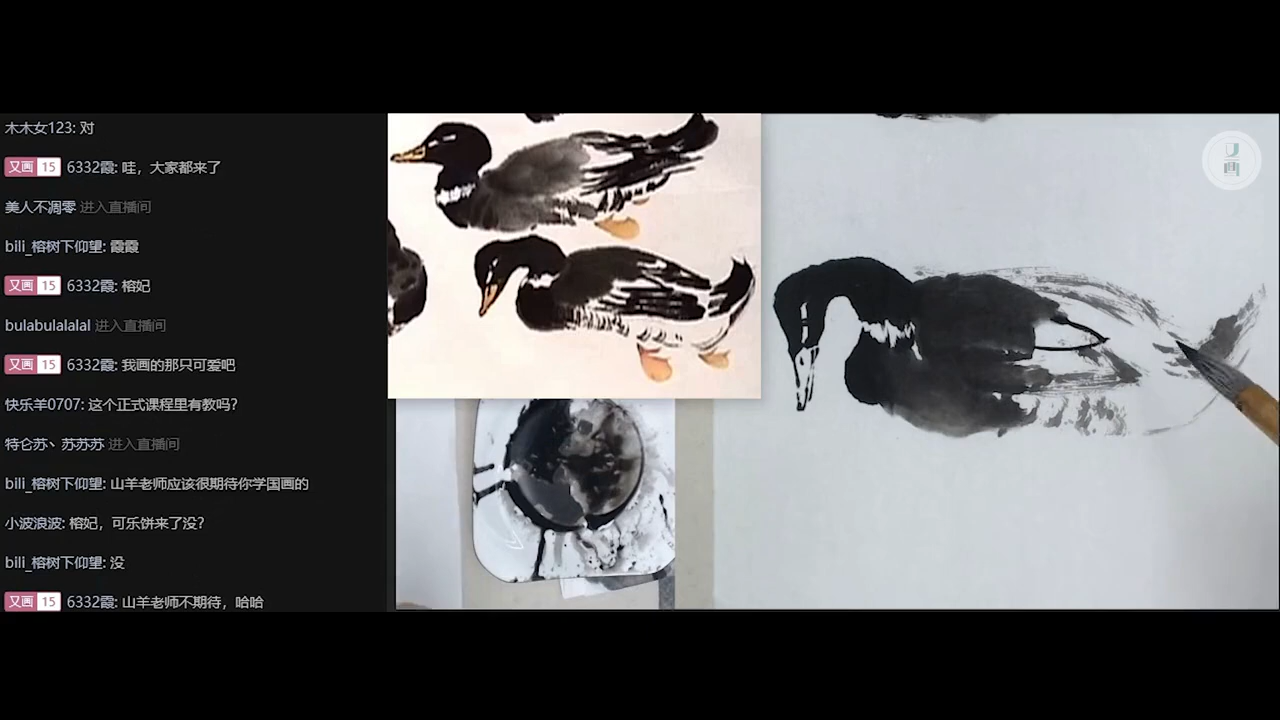 木木女123: 对
又画 15 6332霞: 哇，大家都来了
美人不凋零 进入直播间
bili_榕树下仰望: 霞霞
又画 15 6332霞: 榕妃
bulabulalalal 进入直播间
又画 15 6332霞: 我画的那只可爱吧
快乐羊0707: 这个正式课程里有教吗?
特仑苏丶苏苏苏 进入直播间
bili_榕树下仰望: 山羊老师应该很期待你学国画的
小波浪波: 榕妃，可乐饼来了没?
bili_榕树下仰望: 没
又画 15 6332霞: 山羊老师不期待，哈哈
又画